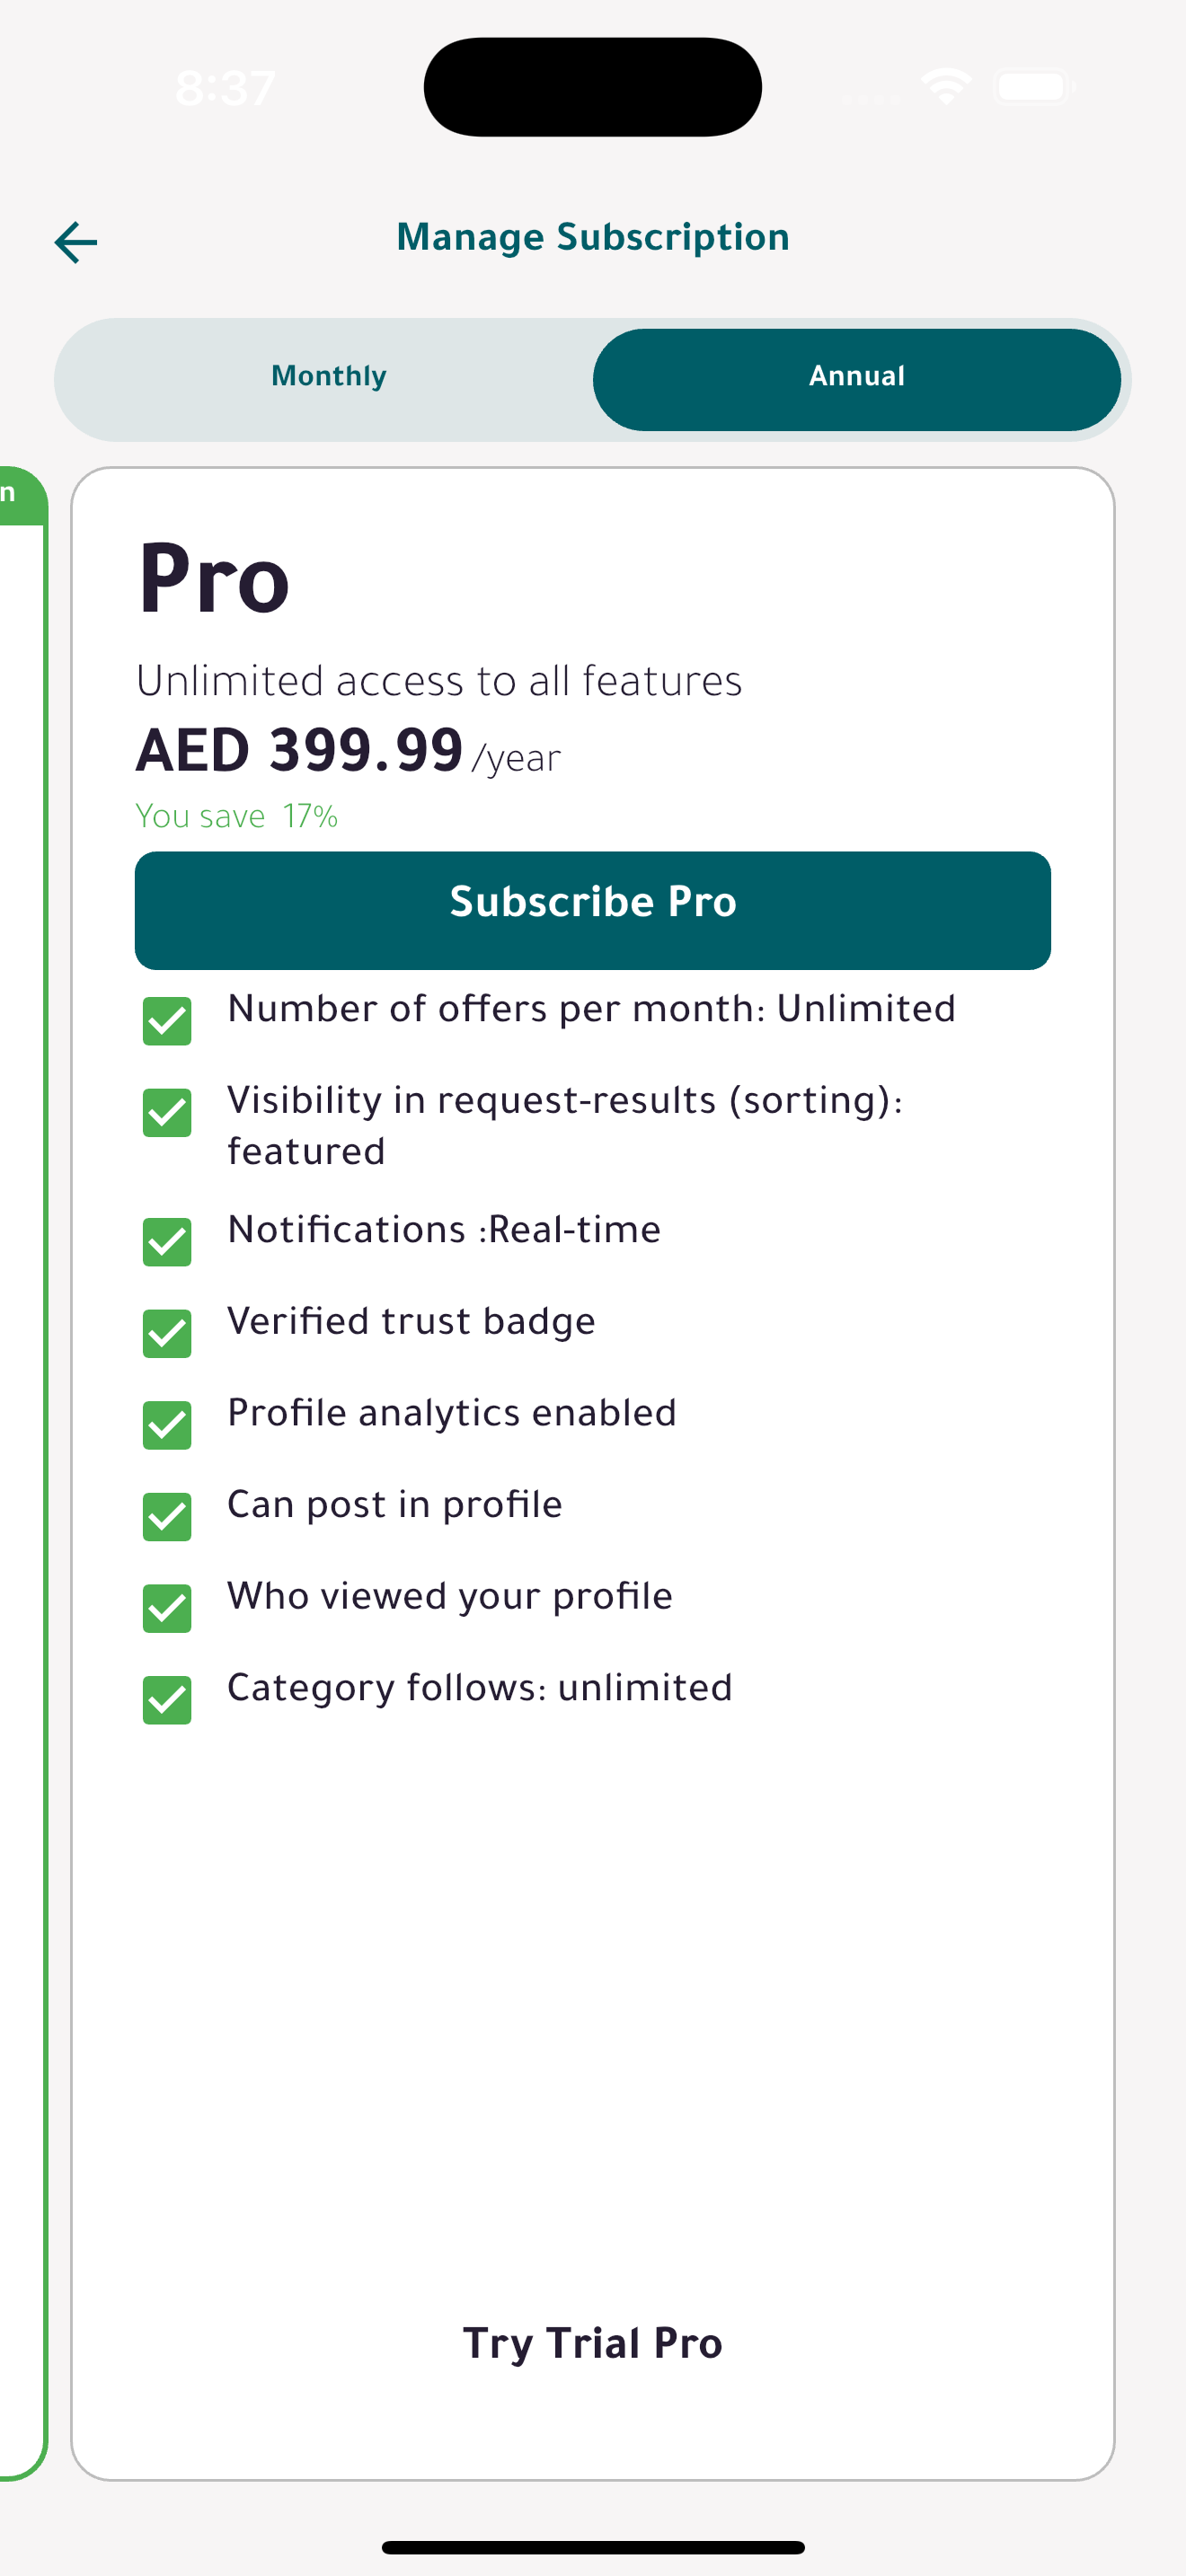 8:37
Manage Subscription
Monthly
Annual
n
Pro
Unlimited access to all features
AED 399.99 /year
You save 17%
Subscribe Pro
Number of offers per month: Unlimited
Visibility in request-results (sorting):
featured
Notifications :Real-time
Verified trust badge
Profile analytics enabled
Can post in profile
Who viewed your profile
Category follows: unlimited
Try Trial Pro